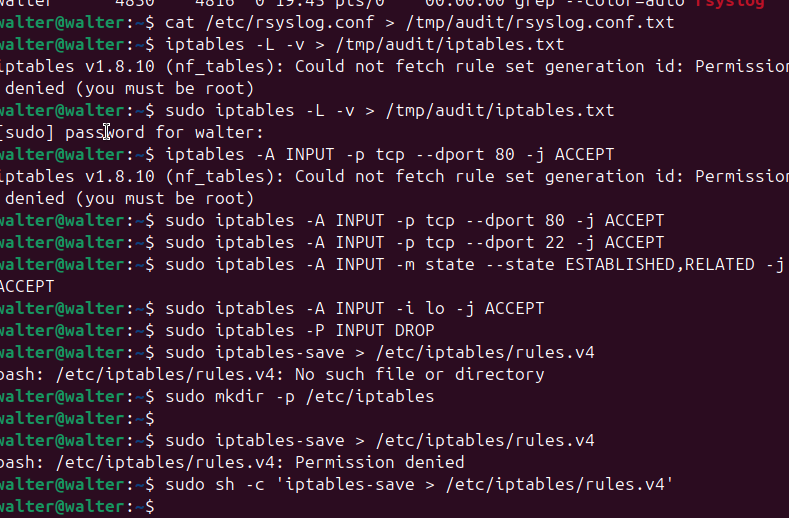 walter 4830 4816 0 19:45 pts/0 00:00:00 grep --color=auto rsyslog
walter@walter:~$ cat /etc/rsyslog.conf > /tmp/audit/rsyslog.conf.txt
walter@walter:~$ iptables -L -v > /tmp/audit/iptables.txt
iptables v1.8.10 (nf_tables): Could not fetch rule set generation id: Permission
denied (you must be root)
walter@walter:~$ sudo iptables -L -v > /tmp/audit/iptables.txt
[sudo] password for walter:
walter@walter:~$ iptables -A INPUT -p tcp --dport 80 -j ACCEPT
iptables v1.8.10 (nf_tables): Could not fetch rule set generation id: Permission
denied (you must be root)
walter@walter:~$ sudo iptables -A INPUT -p tcp --dport 80 -j ACCEPT
walter@walter:~$ sudo iptables -A INPUT -p tcp --dport 22 -j ACCEPT
walter@walter:~$ sudo iptables -A INPUT -m state --state ESTABLISHED,RELATED -j
ACCEPT
walter@walter:~$ sudo iptables -A INPUT -i lo -j ACCEPT
walter@walter:~$ sudo iptables -P INPUT DROP
walter@walter:~$ sudo iptables-save > /etc/iptables/rules.v4
bash: /etc/iptables/rules.v4: No such file or directory
walter@walter:~$ sudo mkdir -p /etc/iptables
walter@walter:~$
walter@walter:~$ sudo iptables-save > /etc/iptables/rules.v4
bash: /etc/iptables/rules.v4: Permission denied
walter@walter:~$ sudo sh -c 'iptables-save > /etc/iptables/rules.v4'
walter@walter:~$